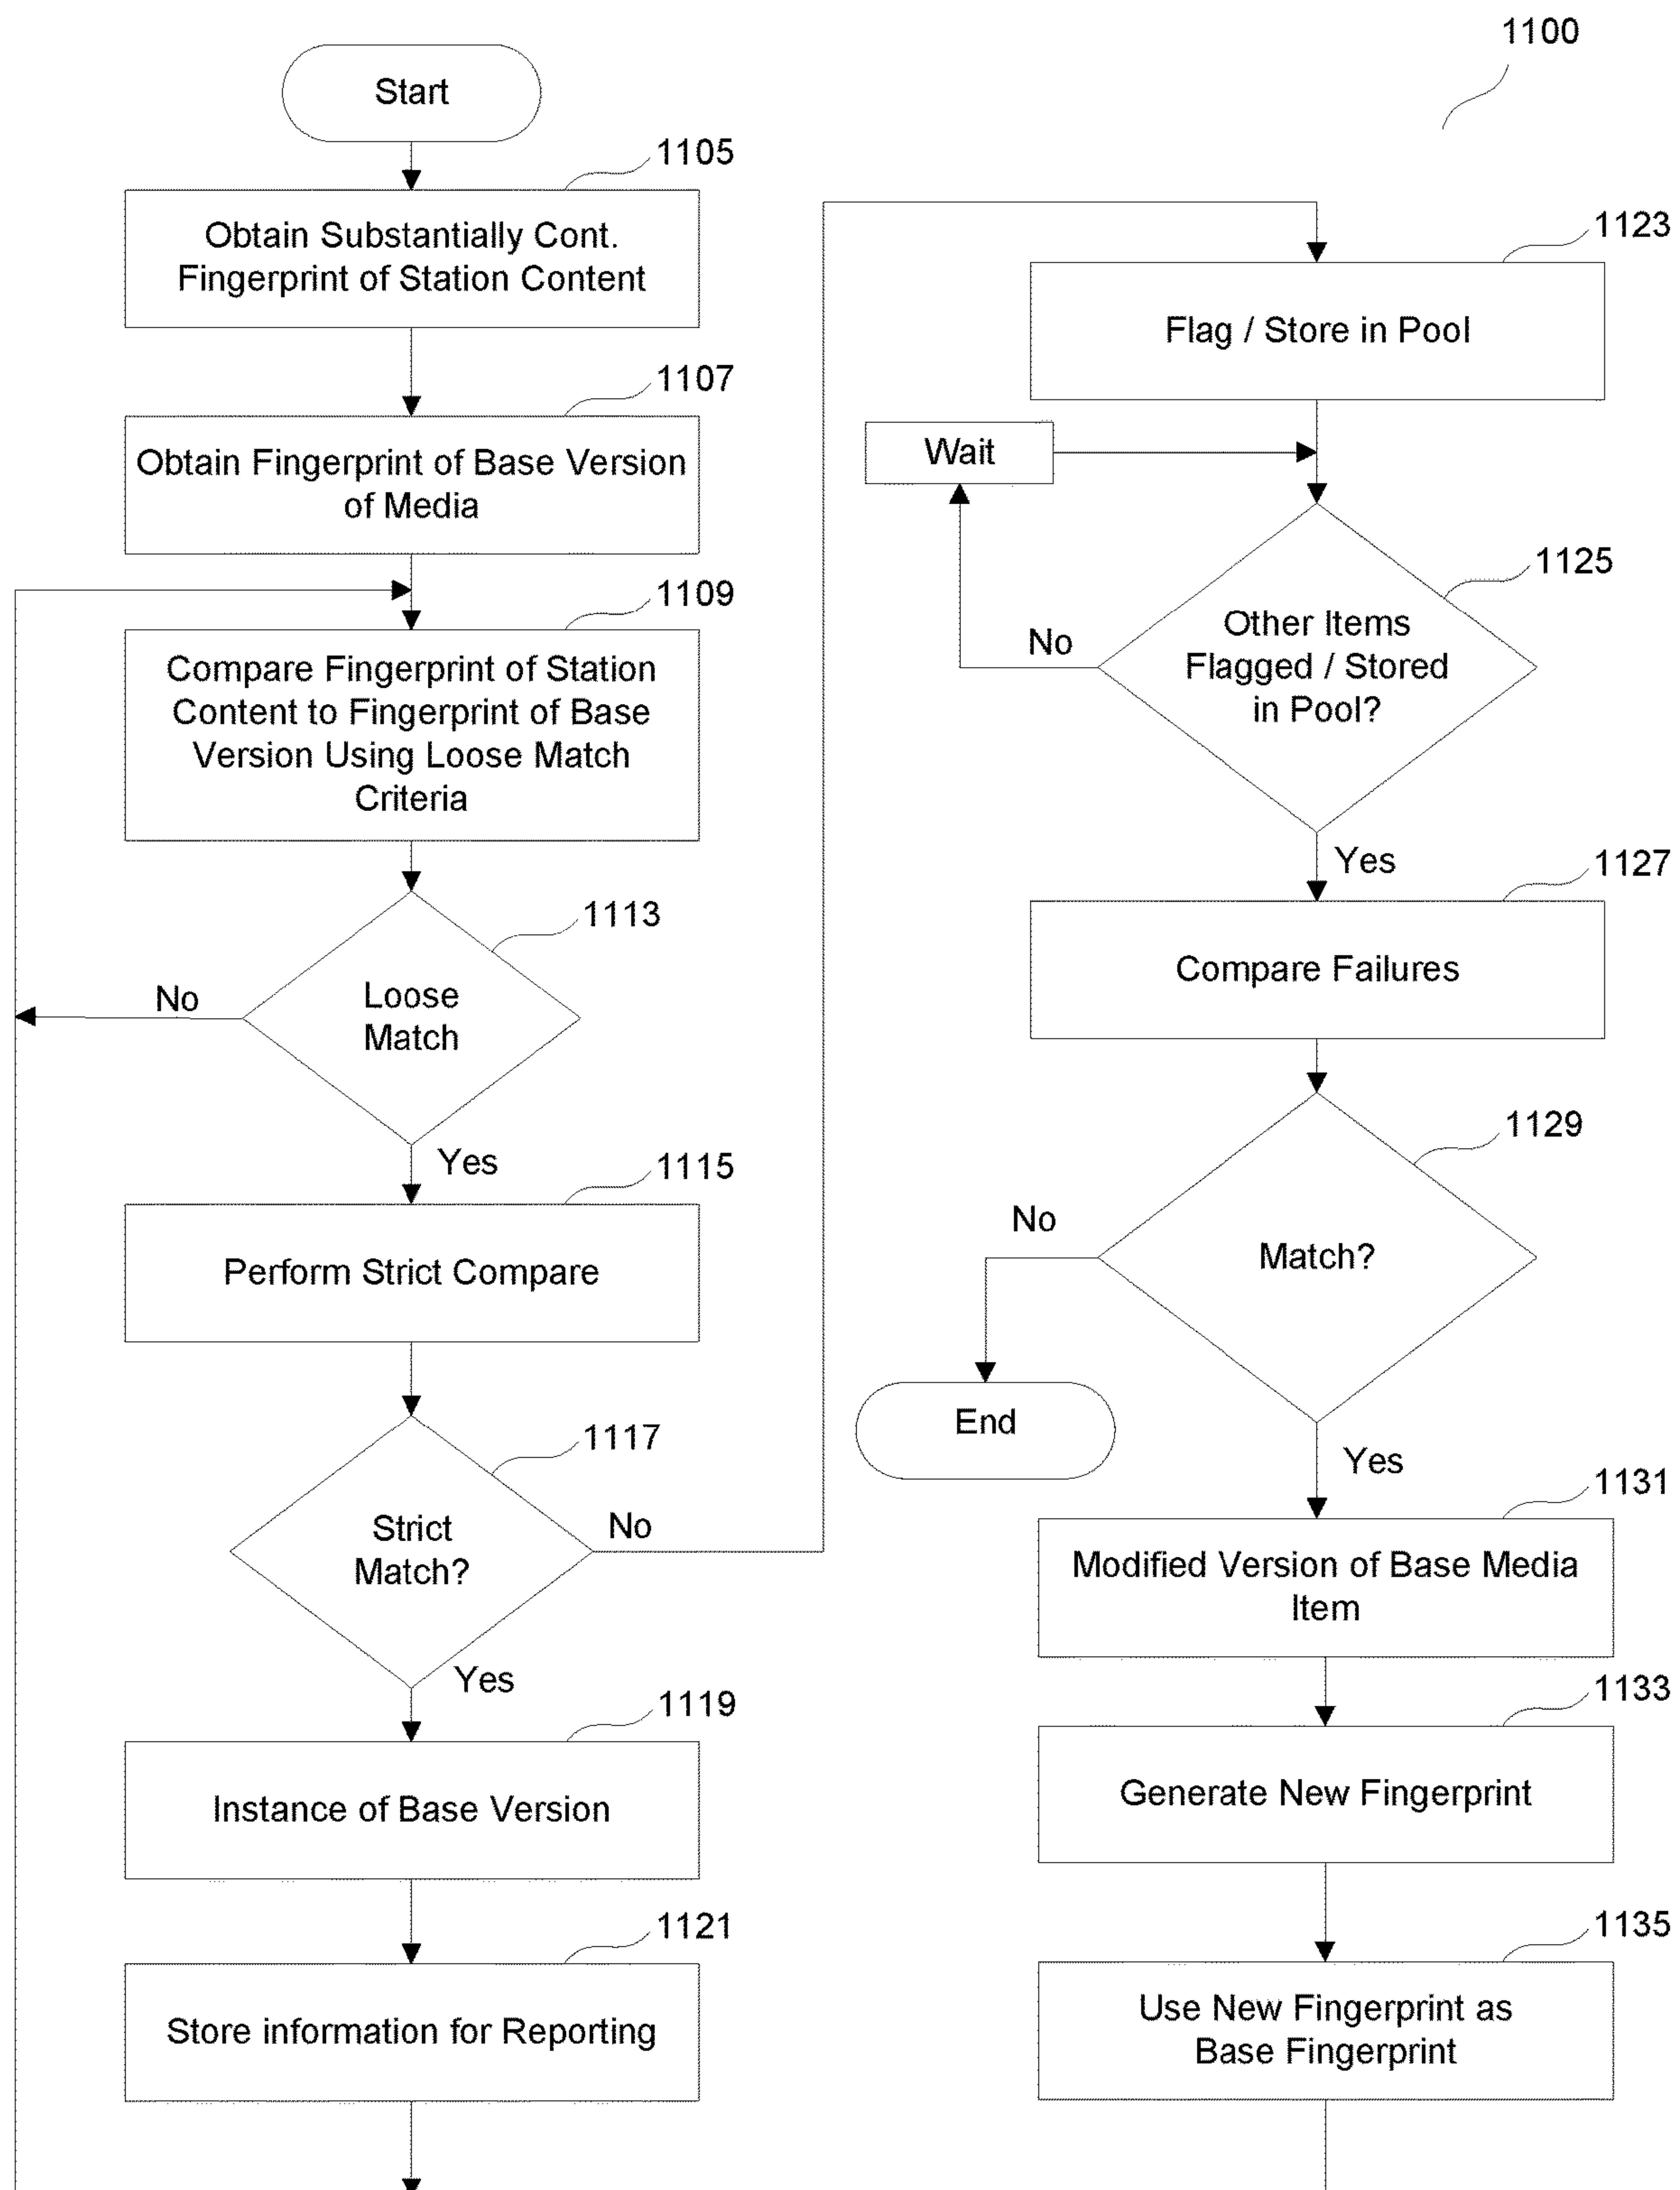 1100
Start
1105
Obtain Substantially Cont.
Fingerprint of Station Content
1107
Obtain Fingerprint of Base Version
of Media
1109
Compare Fingerprint of Station
Content to Fingerprint of Base
Version Using Loose Match
Criteria
1113
Loose
Match
No
Yes
1115
Perform Strict Compare
1117
Strict
Match?
No
Yes
1119
Instance of Base Version
1121
Store information for Reporting
1123
Flag / Store in Pool
Wait
1125
Other Items
Flagged / Stored
in Pool?
No
Yes
1127
Compare Failures
1129
Match?
No
End
Yes
1131
Modified Version of Base Media
Item
1133
Generate New Fingerprint
1135
Use New Fingerprint as
Base Fingerprint